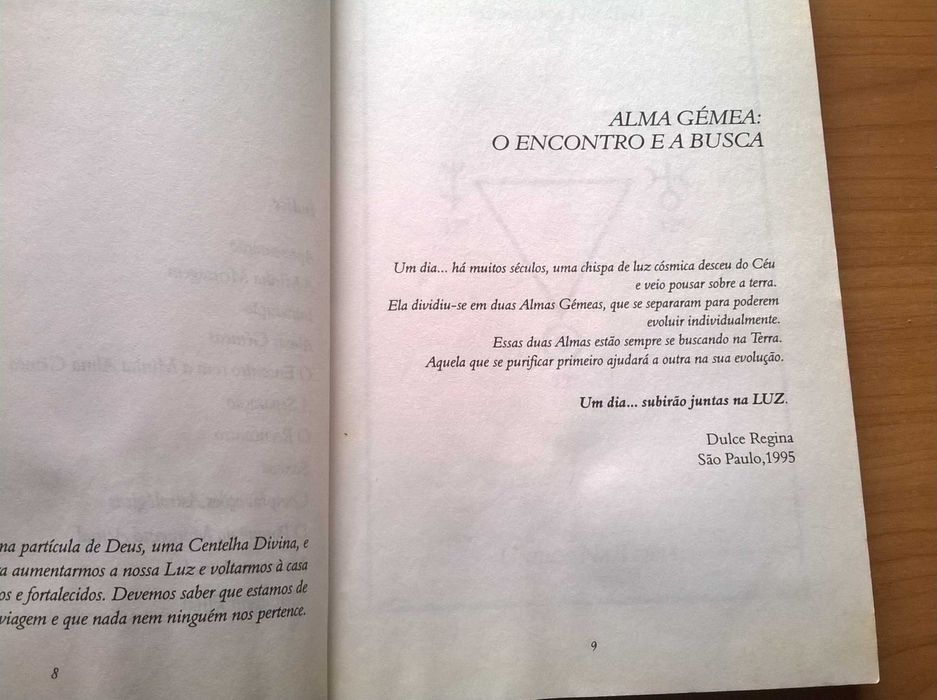 partícula de Deus, uma Centelha Divina, e
aumentarmos a nossa Luz e voltarmos à casa
e fortalecidos. Devemos saber que estamos de
viagem e que nada nem ninguém nos pertence.
8
ALMA GÉMEA:
O ENCONTRO E A BUSCA
Um dia... há muitos séculos, uma chispa de luz cósmica desceu do Céu
e veio pousar sobre a terra.
Ela dividiu-se em duas Almas Gémeas, que se separaram para poderem
evoluir individualmente.
Essas duas Almas estão sempre se buscando na Terra.
Aquela que se purificar primeiro ajudará a outra na sua evolução.
Um dia... subirão juntas na LUZ.
Dulce Regina
São Paulo,1995
9